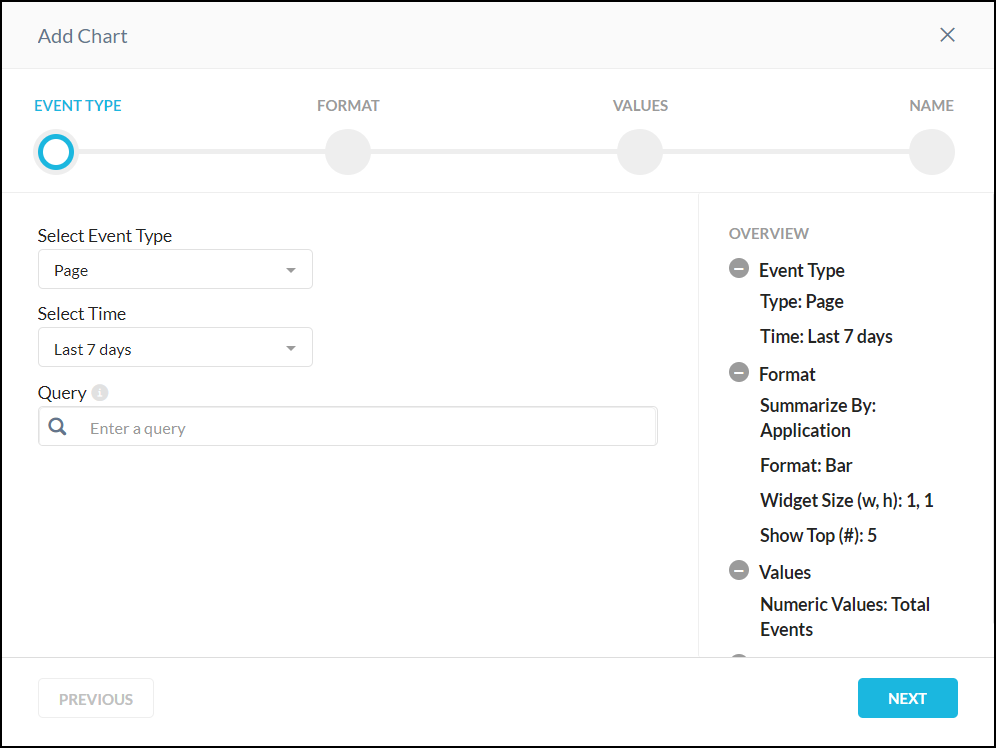 Add Chart
EVENT TYPE
FORMAT
VALUES
NAME
Select Event Type
Page
Select Time
Last 7 days
Query
Enter a query
OVERVIEW
Event Type
Type: Page
Time: Last 7 days
Format
Summarize By:
Application
Format: Bar
Widget Size (w, h): 1, 1
Show Top (#): 5
Values
Numeric Values: Total
Events
PREVIOUS
NEXT